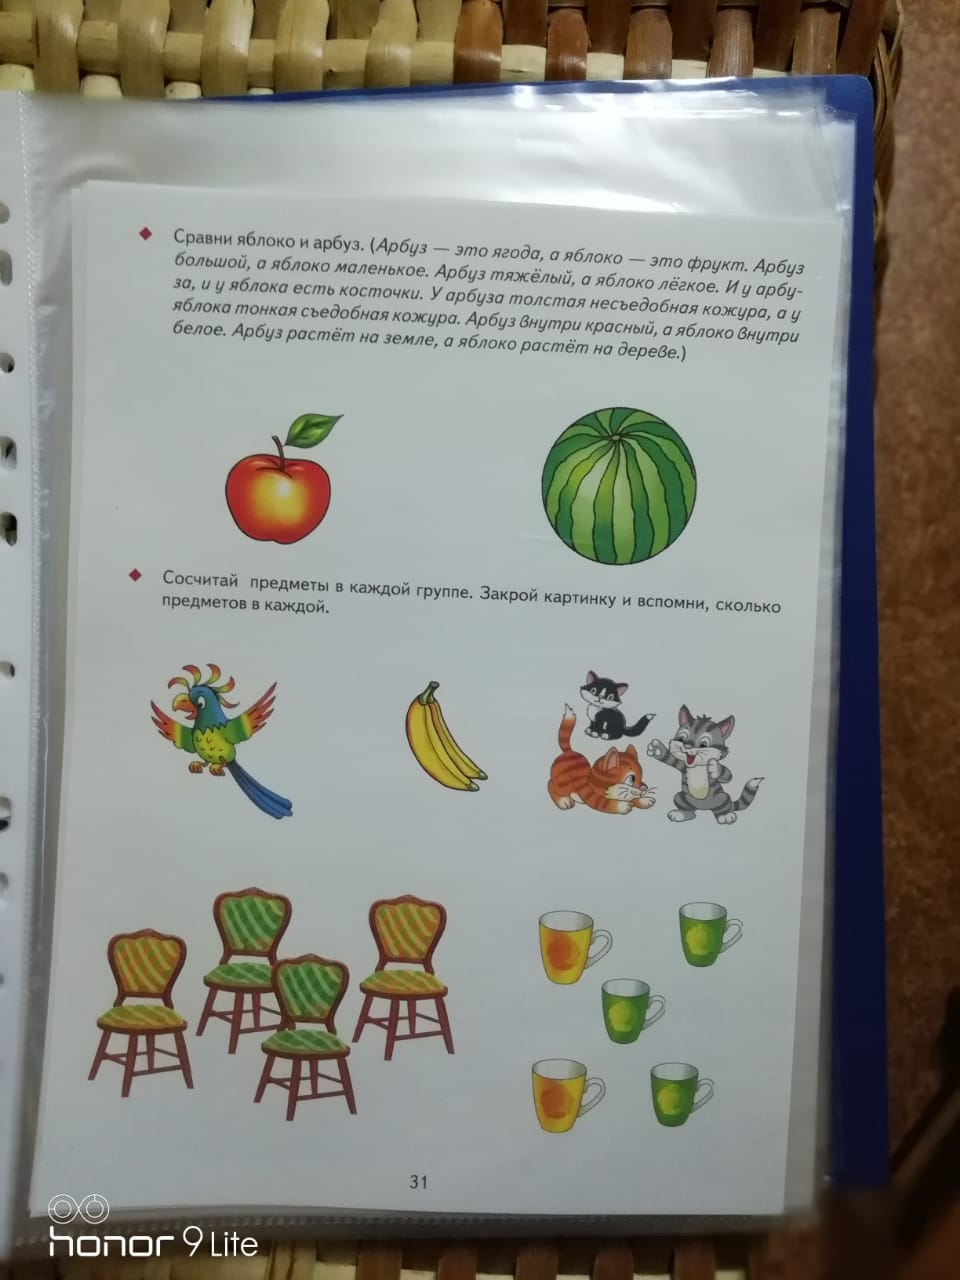 Сравни яблоко и арбуз. (Арбуз — это ягода, а яблоко — это фрукт. Арбуз
большой, а яблоко маленькое. Арбуз тяжёлый, а яблоко лёгкое. И у арбу-
за, и у яблока есть косточки. У арбуза толстая несъедобная кожура, а у
яблока тонкая съедобная кожура. Арбуз внутри красный, а яблоко внутри
белое. Арбуз растёт на земле, а яблоко растёт на дереве.)
Сосчитай предметы в каждой группе. Закрой картинку и вспомни, сколько
предметов в каждой.
31
honor 9 Lite